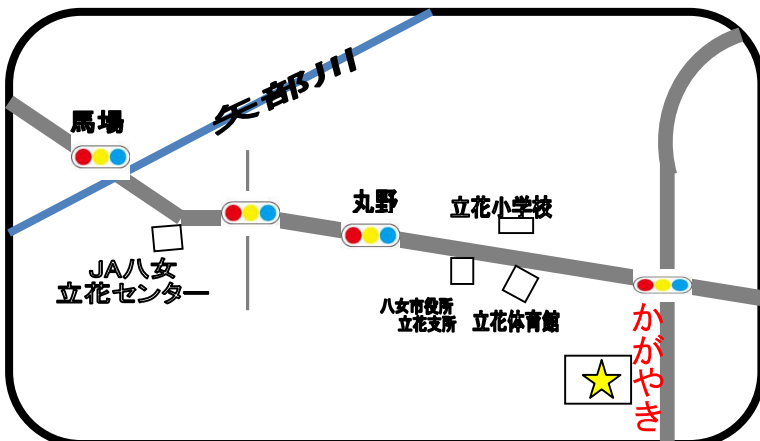 矢部川
馬場
丸野
立花小学校
JA八女
立花センター
八女市役所
立花支所
立花体育館
かがやき